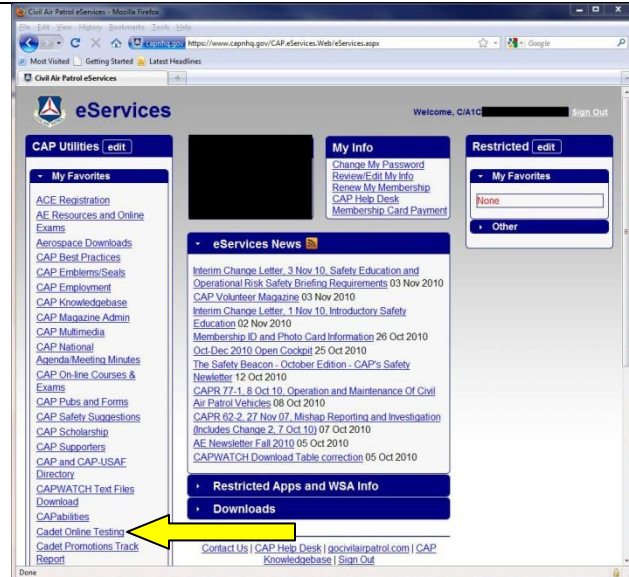 Civil Air Patrol eServices - Mozilla Firefox
File Edit View History Bookmarks Tools Help
capnhq.gov https://www.capnhq.gov/CAP.eServices.Web/eServices.aspx
Google
Most Visited Getting Started Latest Headlines
Civil Air Patrol eServices
eServices
Welcome, C/A1C
Sign Out
CAP Utilities edit
My Favorites
ACE Registration
AE Resources and Online
Exams
Aerospace Downloads
CAP Best Practices
CAP Emblems/Seals
CAP Employment
CAP Knowledgebase
CAP Magazine Admin
CAP Multimedia
CAP National
Agenda/Meeting Minutes
CAP On-line Courses &
Exams
CAP Pubs and Forms
CAP Safety Suggestions
CAP Scholarship
CAP Supporters
CAP and CAP-USAF
Directory
CAPWATCH Text Files
Download
CAPabilities
Cadet Online Testing
Cadet Promotions Track
Report
My Info
Change My Password
Review/Edit My Info
Renew My Membership
CAP Help Desk
Membership Card Payment
eServices News
Interim Change Letter, 3 Nov 10, Safety Education and
Operational Risk Safety Briefing Requirements 03 Nov 2010
CAP Volunteer Magazine 03 Nov 2010
Interim Change Letter, 1 Nov 10, Introductory Safety
Education 02 Nov 2010
Membership ID and Photo Card Information 26 Oct 2010
Oct-Dec 2010 Open Cockpit 25 Oct 2010
The Safety Beacon - October Edition - CAP's Safety
Newletter 12 Oct 2010
CAPR 77-1, 8 Oct 10, Operation and Maintenance Of Civil
Air Patrol Vehicles 08 Oct 2010
CAPR 62-2, 27 Nov 07, Mishap Reporting and Investigation
(Includes Change 2, 7 Oct 10) 07 Oct 2010
AE Newsletter Fall 2010 05 Oct 2010
CAPWATCH Download Table correction 05 Oct 2010
Restricted Apps and WSA Info
Downloads
Contact Us | CAP Help Desk | gocivilairpatrol.com | CAP
Knowledgebase | Sign Out
Restricted edit
My Favorites
None
Other
Done